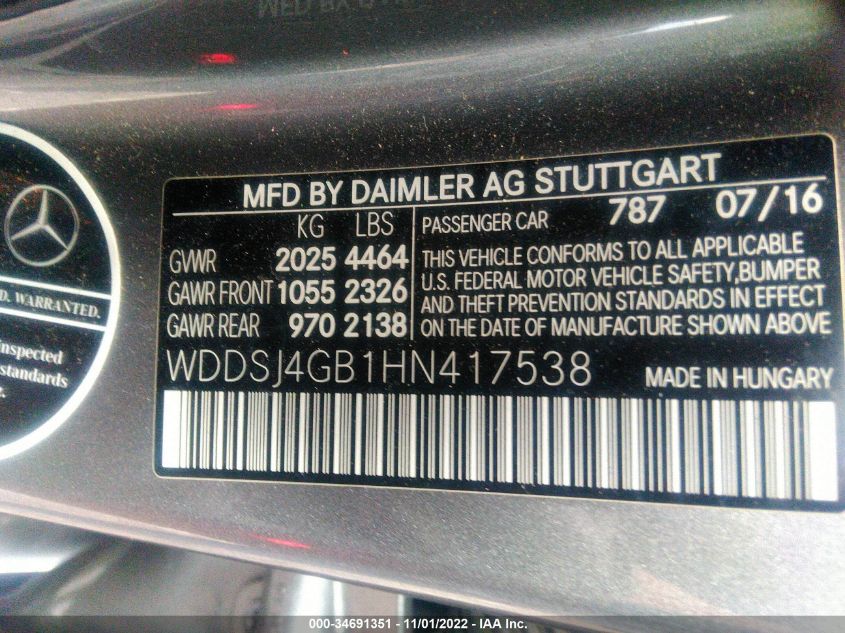 MFD BY DAIMLER AG STUTTGART
KG LBS
GVWR 2025 4464
GAWR FRONT 1055 2326
GAWR REAR 970 2138
PASSENGER CAR 787 07/16
THIS VEHICLE CONFORMS TO ALL APPLICABLE
U.S. FEDERAL MOTOR VEHICLE SAFETY,BUMPER
AND THEFT PREVENTION STANDARDS IN EFFECT
ON THE DATE OF MANUFACTURE SHOWN ABOVE
WDDSJ4GB1HN417538 MADE IN HUNGARY
WARRANTED.
inspected
standards
000-34691351 - 11/01/2022 - IAA Inc.